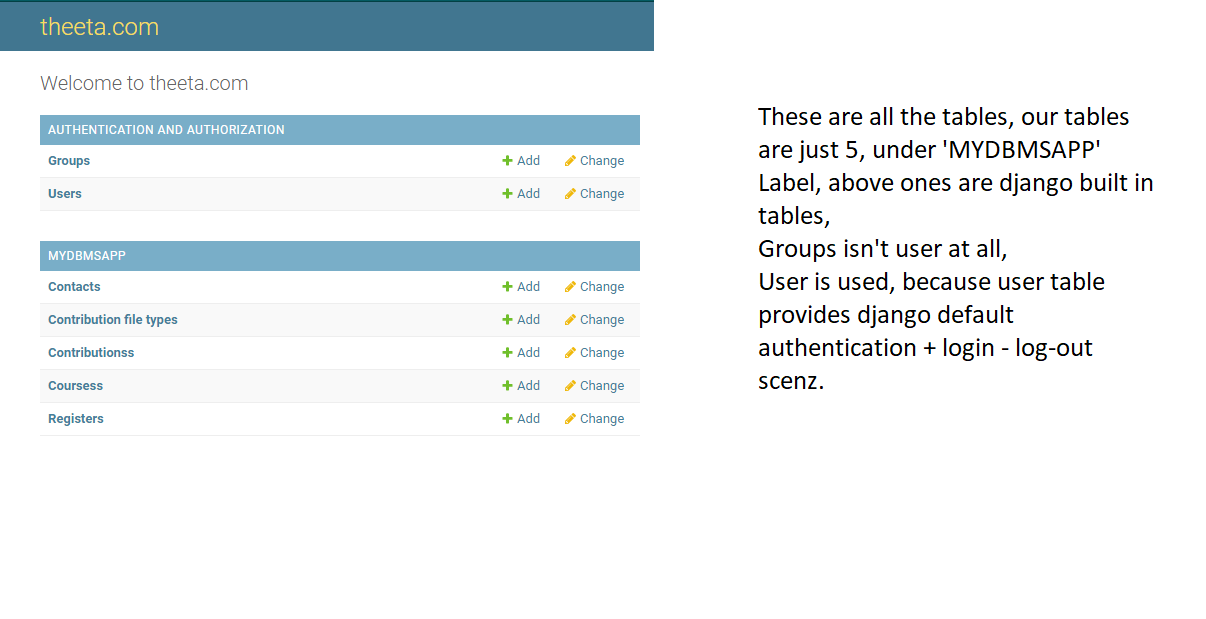 theeta.com
Welcome to theeta.com
AUTHENTICATION AND AUTHORIZATION
Groups Add Change
Users Add Change
MYDBMSAPP
Contacts Add Change
Contribution file types Add Change
Contributionss Add Change
Coursess Add Change
Registers Add Change
These are all the tables, our tables
are just 5, under 'MYDBMSAPP'
Label, above ones are django built in
tables,
Groups isn't user at all,
User is used, because user table
provides django default
authentication + login - log-out
scenz.